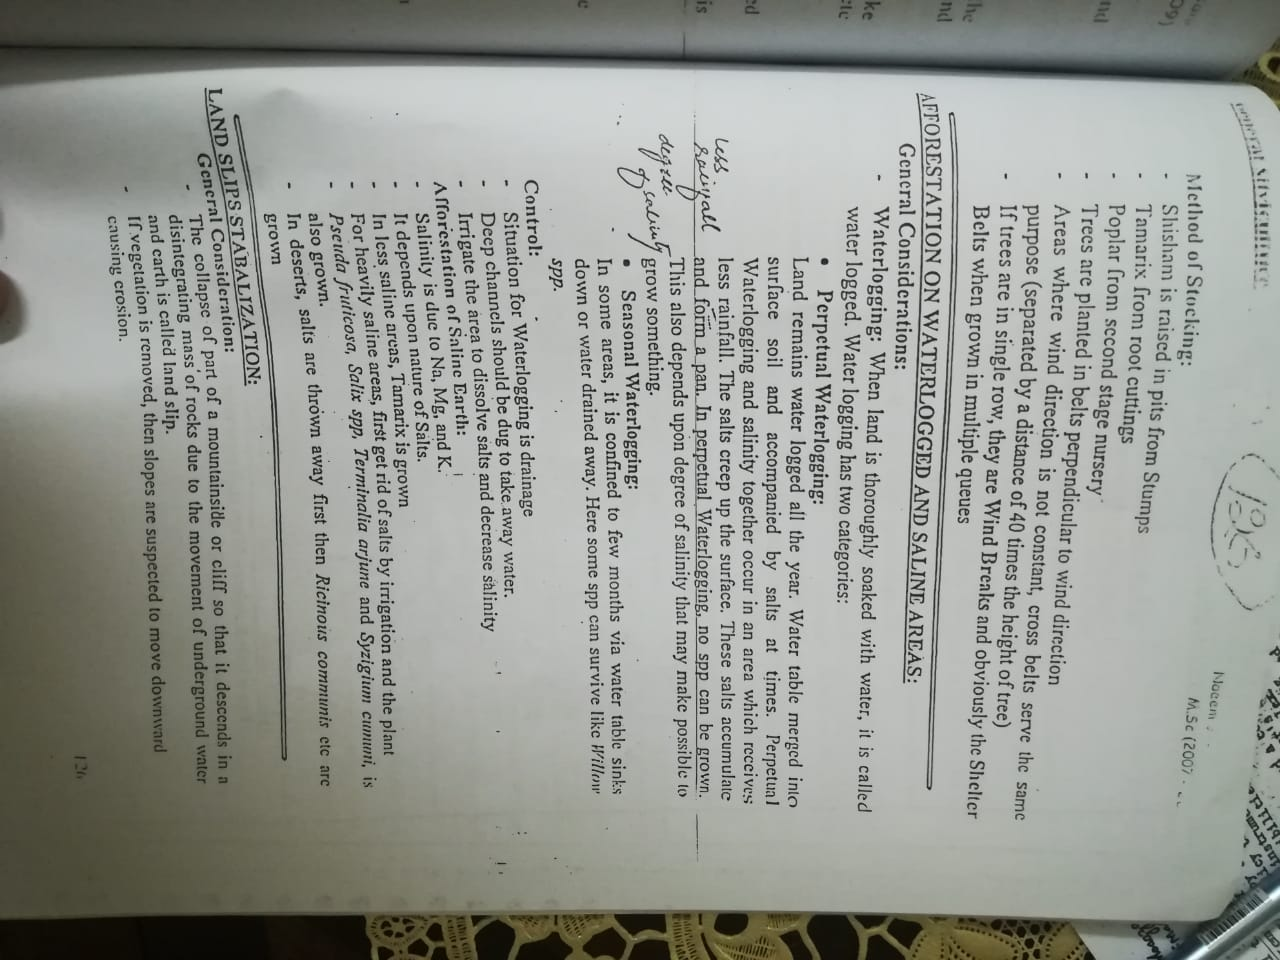 General Silviculture
Naeem
M.Sc (2007
Method of Stocking:
- Shisham is raised in pits from Stumps
- Tamarix from root cuttings
- Poplar from second stage nursery
- Trees are planted in belts perpendicular to wind direction
- Areas where wind direction is not constant, cross belts serve the same
purpose (separated by a distance of 40 times the height of tree)
- If trees are in single row, they are Wind Breaks and obviously the Shelter
Belts when grown in multiple queues
AFFORESTATION ON WATERLOGGED AND SALINE AREAS:
General Considerations:
- Waterlogging: When land is thoroughly soaked with water, it is called
water logged. Water logging has two categories:
• Perpetual Waterlogging:
Land remains water logged all the year. Water table merged into
surface soil and accompanied by salts at times. Perpetual
Waterlogging and salinity together occur in an area which receives
less rainfall. The salts creep up the surface. These salts accumulate
and form a pan. In perpetual Waterlogging, no spp can be grown.
This also depends upon degree of salinity that may make possible to
grow something.
less
degree
of salinity
• Seasonal Waterlogging:
In some areas, it is confined to few months via water table sinks
down or water drained away. Here some spp can survive like Willow
spp.
Control:
- Situation for Waterlogging is drainage
- Deep channels should be dug to take away water.
- Irrigate the area to dissolve salts and decrease salinity
Afforestation of Saline Earth:
- Salinity is due to Na, Mg, and K.
- It depends upon nature of Salts.
- In less saline areas, Tamarix is grown
- For heavily saline areas, first get rid of salts by irrigation and the plant
Pseuda fruticosa, Salix spp, Terminalia arjune and Syzigium cumuni, is
also grown.
- In deserts, salts are thrown away first then Ricinous communis etc are
grown
LAND SLIPS STABALIZATION:
General Consideration:
- The collapse of part of a mountainside or cliff so that it descends in a
disintegrating mass of rocks due to the movement of underground water
and earth is called land slip.
- If vegetation is removed, then slopes are suspected to move downward
causing erosion.
126